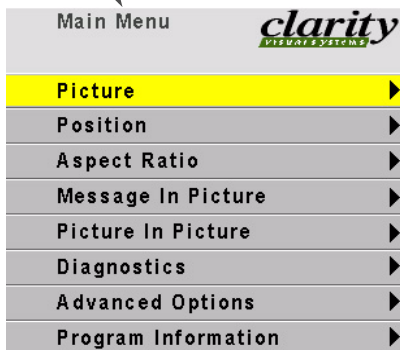 Main Menu
clarity
VISUAL SYSTEMS
Picture
Position
Aspect Ratio
Message In Picture
Picture In Picture
Diagnostics
Advanced Options
Program Information